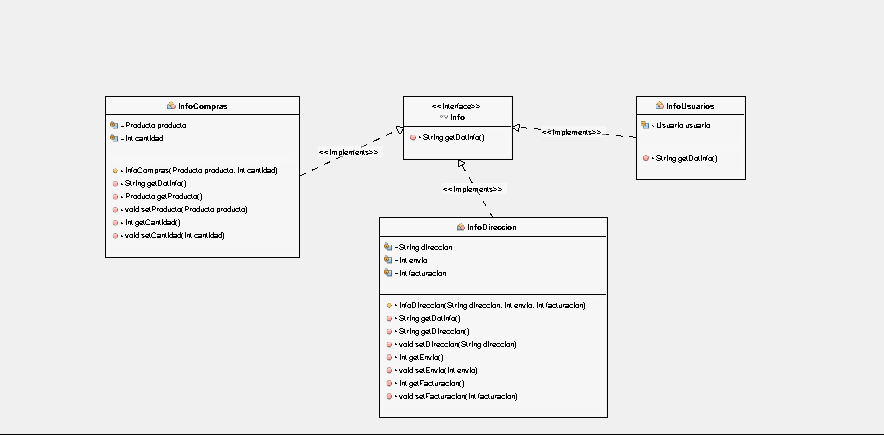 InfoCompras
- Producto producto
- int cantidad
+ InfoCompras(Producto producto, int cantidad)
+ String getDatInfo()
+ Producto getProducto()
+ void setProducto(Producto producto)
+ int getCantidad()
+ void setCantidad(int cantidad)
<<Implements>>
<<Interface>>
Info
+ String getDatInfo()
<<Implements>>
InfoUsuarios
+ Usuario usuario
+ String getDatInfo()
<<Implements>>
InfoDireccion
- String direccion
- int envio
- int facturacion
+ InfoDireccion(String direccion, int envio, int facturacion)
+ String getDatInfo()
+ String getDireccion()
+ void setDireccion(String direccion)
+ int getEnvio()
+ void setEnvio(int envio)
+ int getFacturacion()
+ void setFacturacion(int facturacion)